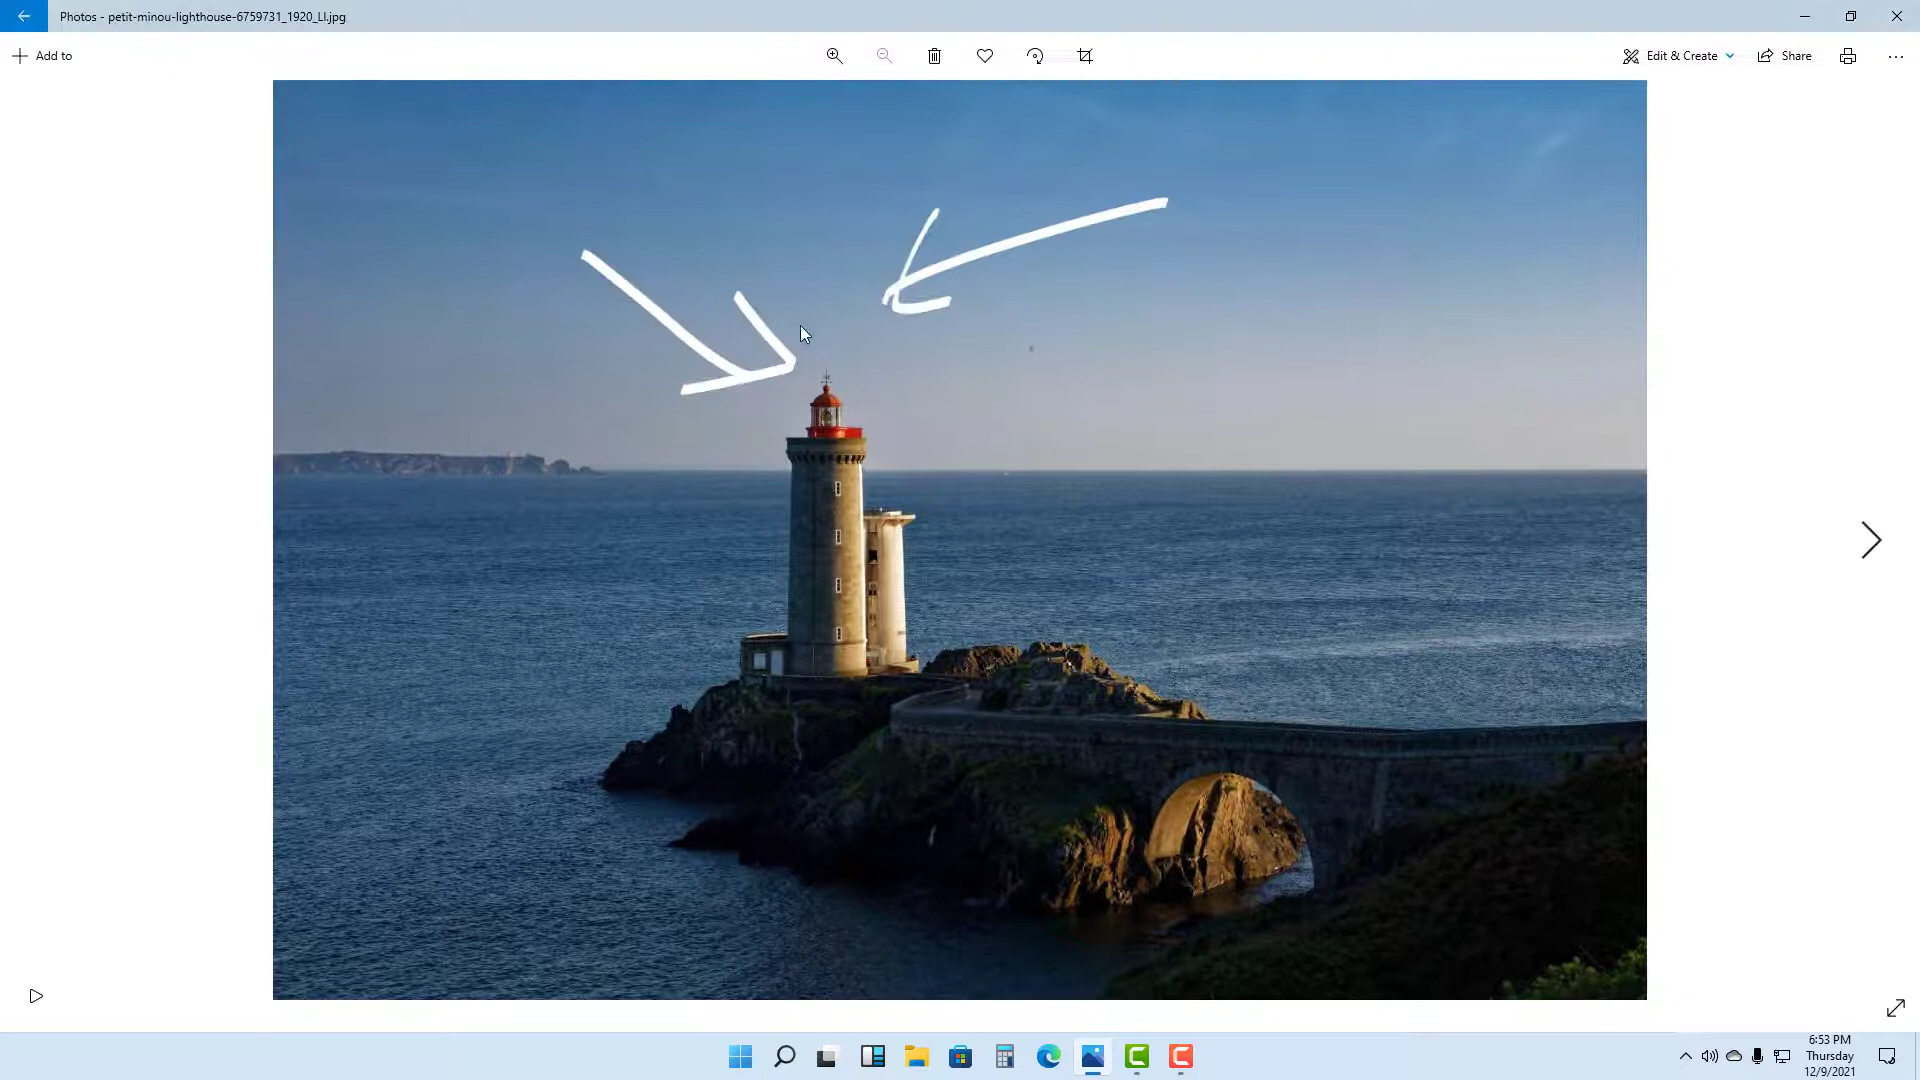 Photos - petit-minou-lighthouse-6759731_1920_LI.jpg
Add to
Edit & Create
Share
6:53 PM
Thursday
12/9/2021